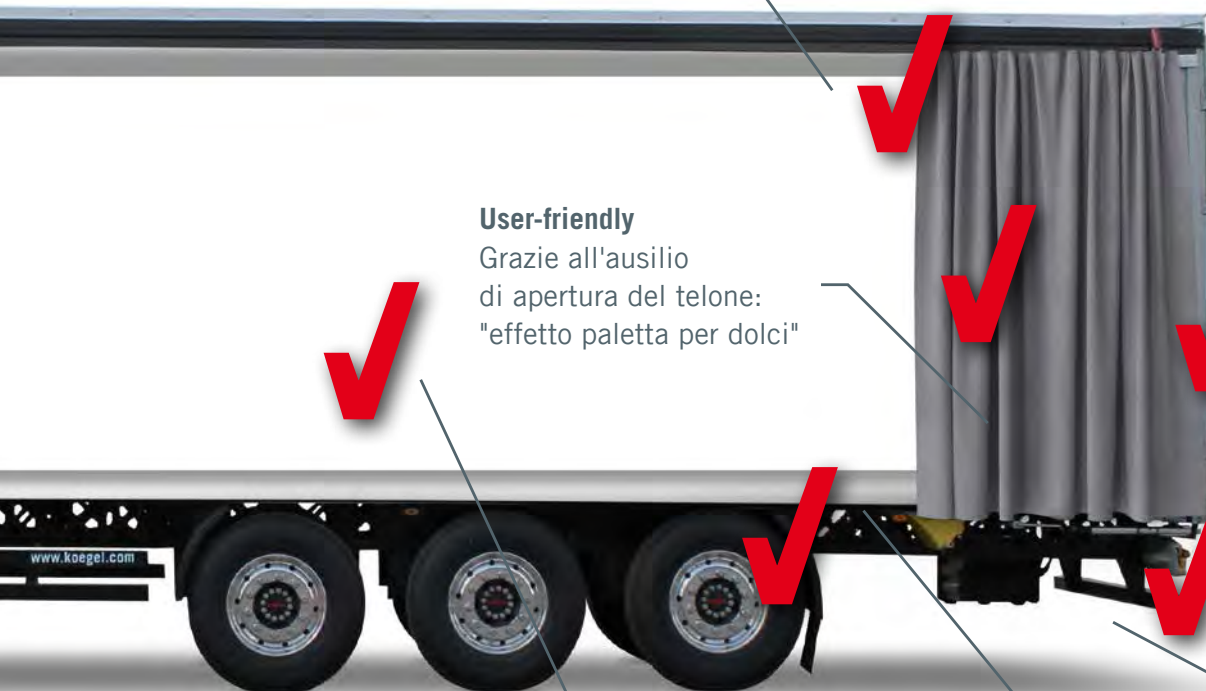 User-friendly
Grazie all'ausilio
di apertura del telone:
"effetto paletta per dolci"
www.koegel.com